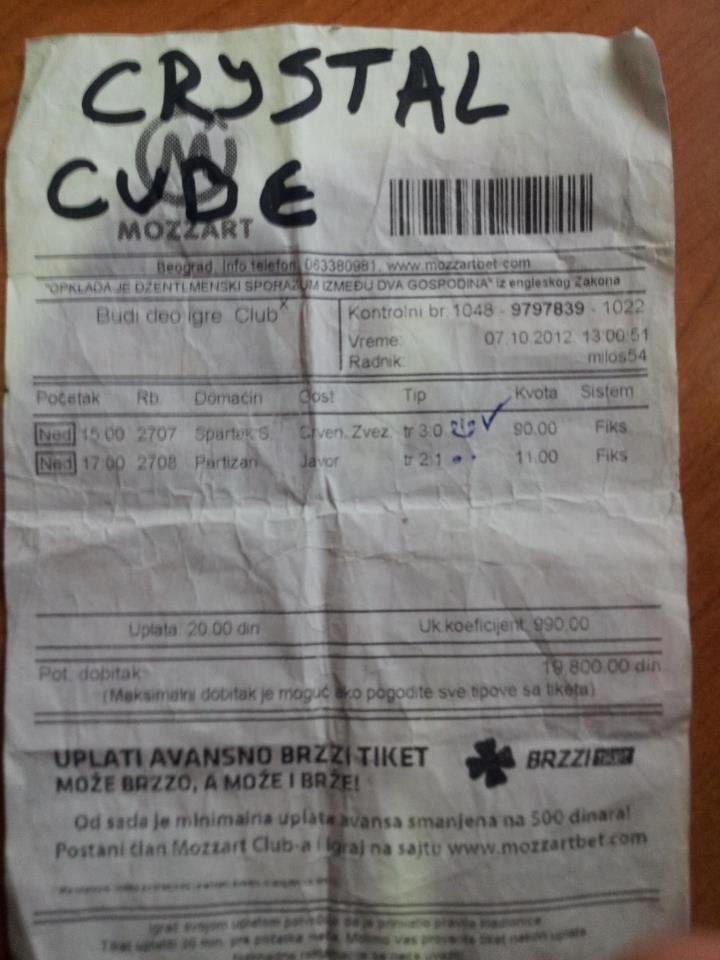 CRYSTAL
CUBE
MOZZART
Beograd, Info telefon 063380981, www.mozzartbet.com
"OPKLADA JE DŽENTLMENSKI SPORAZUM IZMEĐU DVA GOSPODINA" iz engleskog Zakona
Budi deo igre Club X
Kontrolni br. 1048 - 9797839 - 1022
Vreme: 07.10.2012. 13:00:51
Radnik: milos54
Početak Rb. Domaćin Gost Tip Kvota Sistem
Ned 15:00 2707 Spartak S. Crven. Zvez. tr 3:0 90.00 Fiks
Ned 17:00 2708 Partizan Javor tr 2:1 11.00 Fiks
Uplata: 20.00 din Uk.koeficijent: 990.00
Pot. dobitak: 19,800.00 din
(Maksimalni dobitak je moguć ako pogodite sve tipove sa tiketa)
UPLATI AVANSNO BRZZI TIKET
BRZZI
MOŽE BRZZO, A MOŽE I BRŽE!
Od sada je minimalna uplata avansa smanjena na 500 dinara!
Postani član Mozzart Club-a i igraj na sajtu www.mozzartbet.com